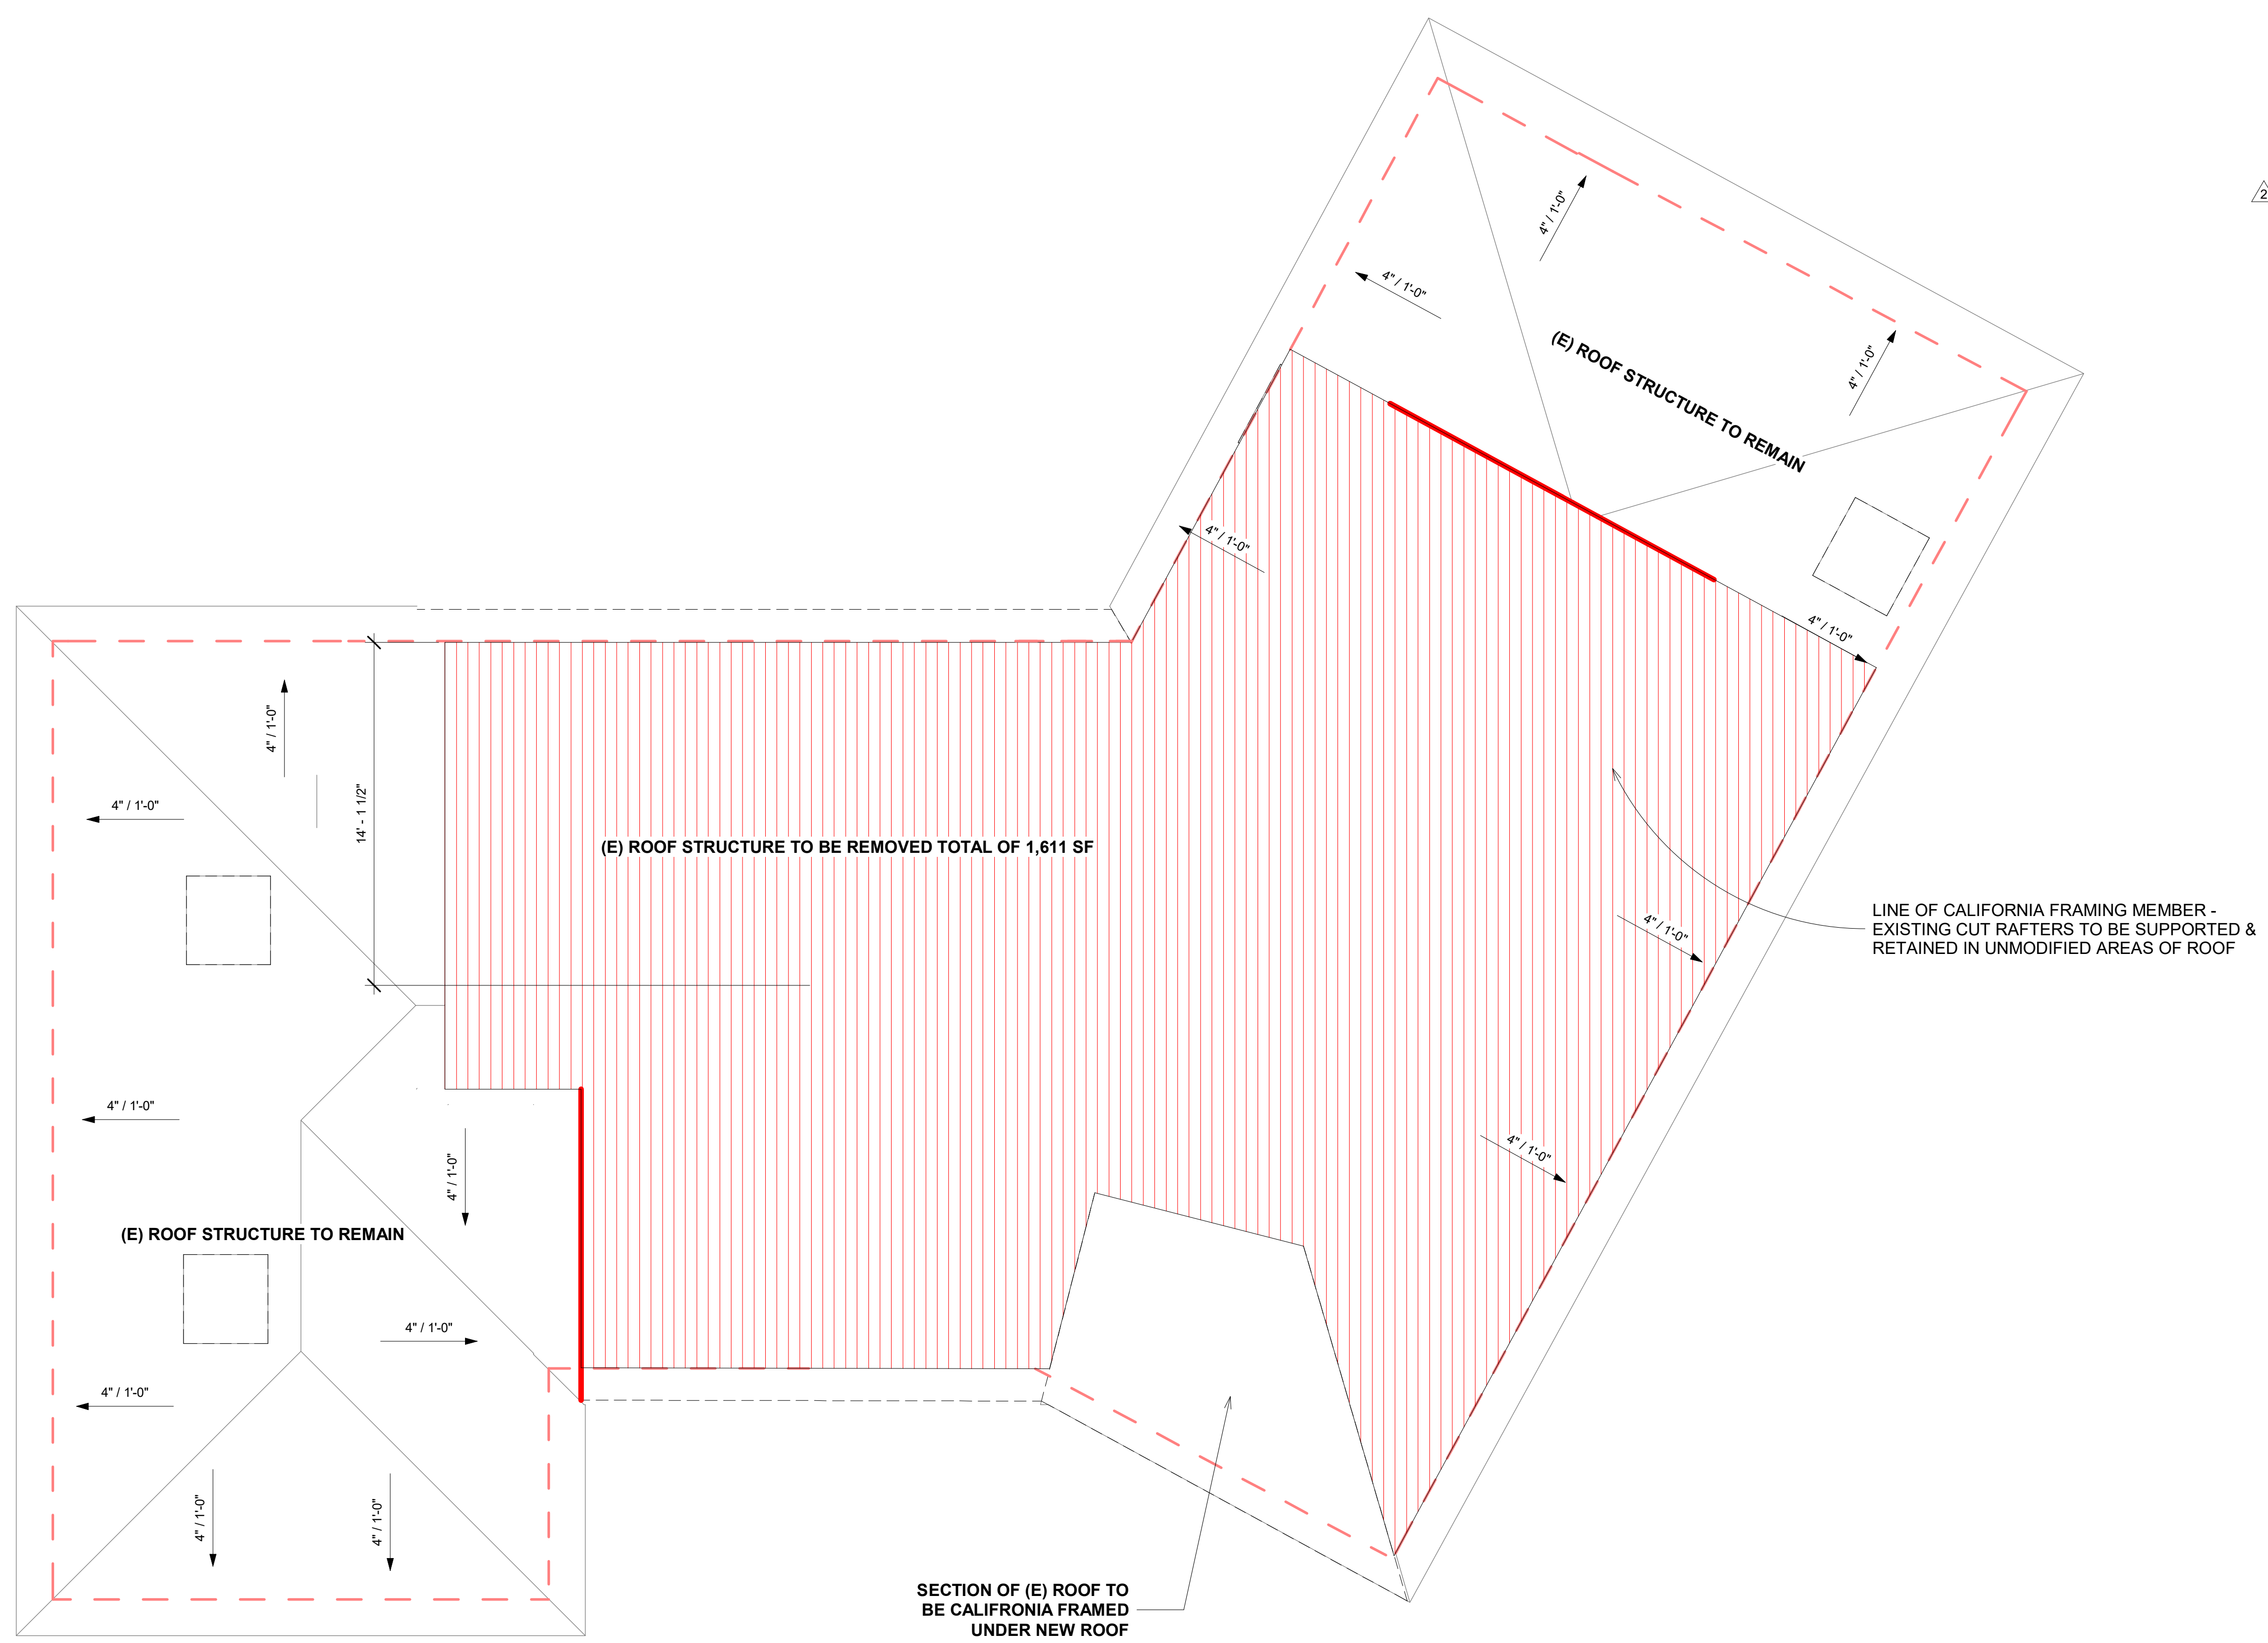 2
4" / 1'-0"
4" / 1'-0"
(E) ROOF STRUCTURE TO REMAIN
4" / 1'-0"
4" / 1'-0"
4" / 1'-0"
4" / 1'-0"
14' - 1 1/2"
4" / 1'-0"
(E) ROOF STRUCTURE TO BE REMOVED TOTAL OF 1,611 SF
LINE OF CALIFORNIA FRAMING MEMBER -
EXISTING CUT RAFTERS TO BE SUPPORTED &
RETAINED IN UNMODIFIED AREAS OF ROOF
4" / 1'-0"
4" / 1'-0"
4" / 1'-0"
4" / 1'-0"
(E) ROOF STRUCTURE TO REMAIN
4" / 1'-0"
4" / 1'-0"
4" / 1'-0"
4" / 1'-0"
SECTION OF (E) ROOF TO
BE CALIFRONIA FRAMED
UNDER NEW ROOF